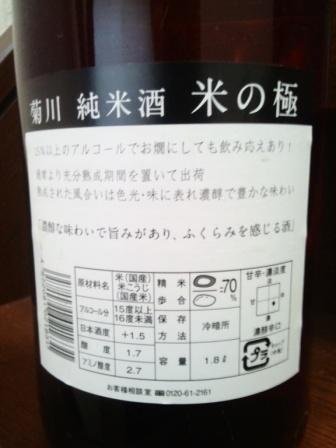 菊川 純米酒 米の極
15%以上のアルコールでお燗にしても飲み応えあり!
通常より充分熟成期間を置いて出荷
熟成された風合いは色光・味に表れ濃醇で豊かな味わい
「濃醇な味わいで旨みがあり、ふくらみを感じる酒」
原材料名 米(国産) 米こうじ (国産米)
精米歩合 =70%
アルコール分 15度以上 16度未満
保存方法 冷暗所
日本酒度 +1.5
酸度 1.7
容量 1.8ℓ
アミノ酸度 2.7
甘辛・濃淡度
甘
辛
濃醇辛口
プラ
お客様相談室 0120-61-2161